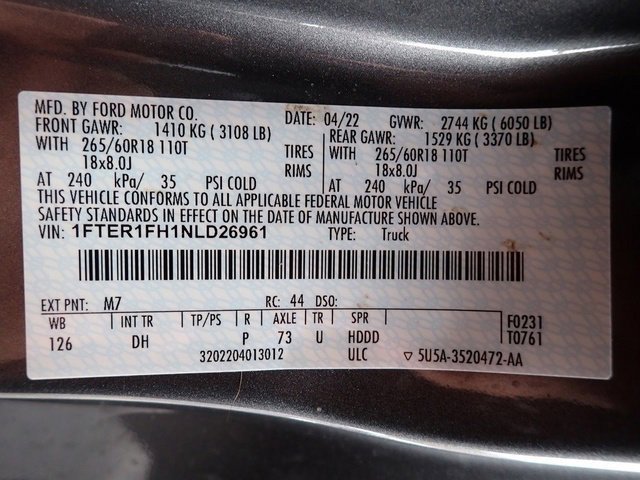 MFD. BY FORD MOTOR CO. DATE: 04/22 GVWR: 2744 KG ( 6050 LB)
FRONT GAWR: 1410 KG ( 3108 LB) REAR GAWR: 1529 KG ( 3370 LB)
WITH 265/60R18 110T TIRES WITH 265/60R18 110T TIRES
18x8.0J RIMS 18x8.0J RIMS
AT 240 kPa/ 35 PSI COLD AT 240 kPa/ 35 PSI COLD
THIS VEHICLE CONFORMS TO ALL APPLICABLE FEDERAL MOTOR VEHICLE
SAFETY STANDARDS IN EFFECT ON THE DATE OF MANUFACTURE SHOWN ABOVE.
VIN: 1FTER1FH1NLD26961 TYPE: Truck
EXT PNT: M7 RC: 44 DSO:
WB INT TR TP/PS R AXLE TR SPR F0231
126 DH P 73 U HDDD T0761
3202204013012 ULC ▽ 5U5A-3520472-AA